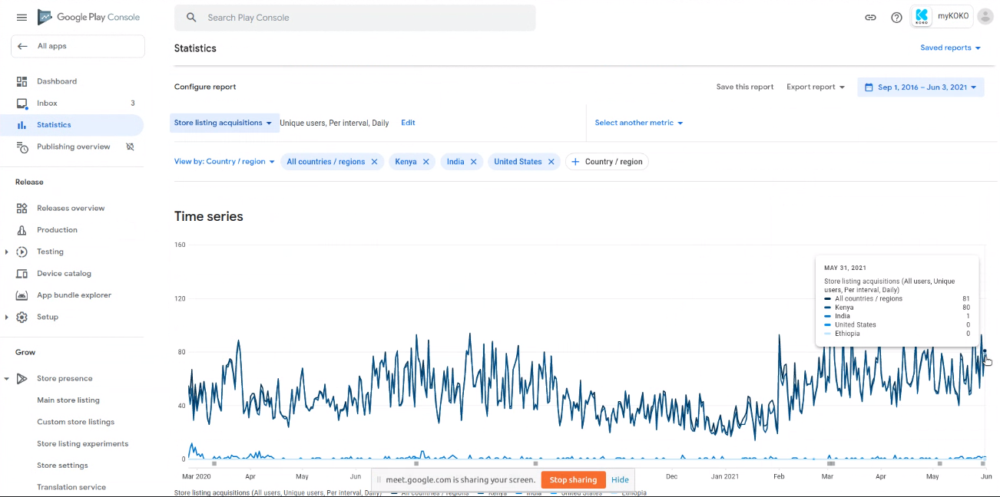 Google Play Console
Search Play Console
myKOKO
KOKO
All apps
Statistics
Saved reports
Dashboard
Inbox 3
Statistics
Publishing overview
Configure report
Save this report
Export report
Sep 1, 2016 – Jun 3, 2021
Store listing acquisitions Unique users, Per interval, Daily Edit
Select another metric
View by: Country / region
All countries / regions
Kenya
India
United States
Country / region
Release
Releases overview
Production
Testing
Device catalog
App bundle explorer
Setup
Grow
Store presence
Main store listing
Custom store listings
Store listing experiments
Store settings
Translation service
Time series
160
120
80
40
0
MAY 31, 2021
Store listing acquisitions (All users, Unique
users, Per interval, Daily)
All countries / regions 81
Kenya 80
India 1
United States 0
Ethiopia 0
Mar 2020 Apr May Jun Dec Jan 2021 Feb Mar Apr May Jun
meet.google.com is sharing your screen. Stop sharing Hide
Store listing acquisitions (All users, Unique users, Per interval, Daily) All countries / regions Kenya India United States Ethiopia